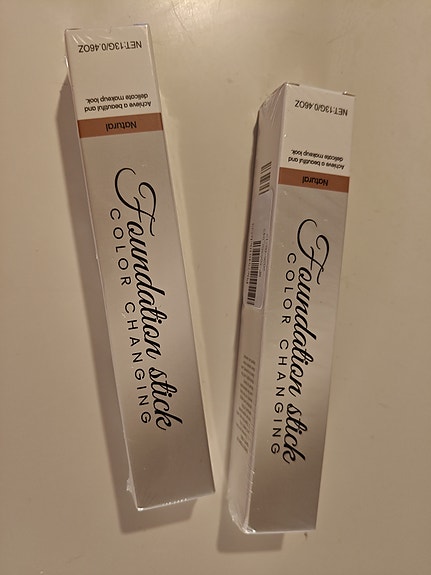 NET:13G/0.46OZ
Achieve a beautiful and
delicate makeup look.
Natural
Foundation stick
COLOR CHANGING
NET:13G/0.46OZ
Achieve a beautiful and
delicate makeup look.
Natural
Foundation stick
COLOR CHANGING